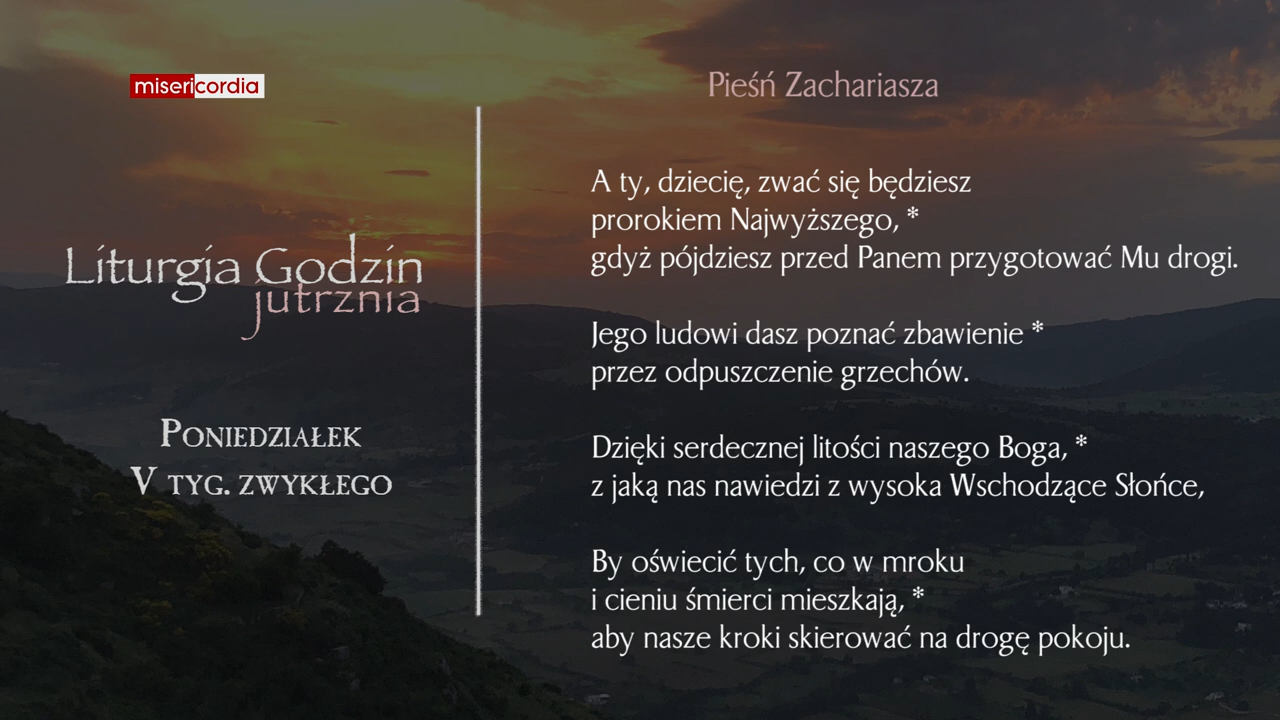 misericordia
Liturgia Godzin
jutrznia
Poniedziałek
V tyg. zwykłego
Pieśń Zachariasza
A ty, dziecię, zwać się będziesz
prorokiem Najwyższego, *
gdyż pójdziesz przed Panem przygotować Mu drogi.
Jego ludowi dasz poznać zbawienie *
przez odpuszczenie grzechów.
Dzięki serdecznej litości naszego Boga, *
z jaką nas nawiedzi z wysoka Wschodzące Słońce,
By oświecić tych, co w mroku
i cieniu śmierci mieszkają, *
aby nasze kroki skierować na drogę pokoju.